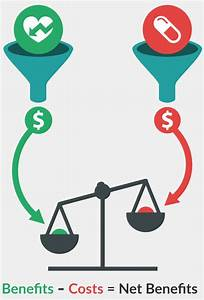 $ $
Benefits – Costs = Net Benefits